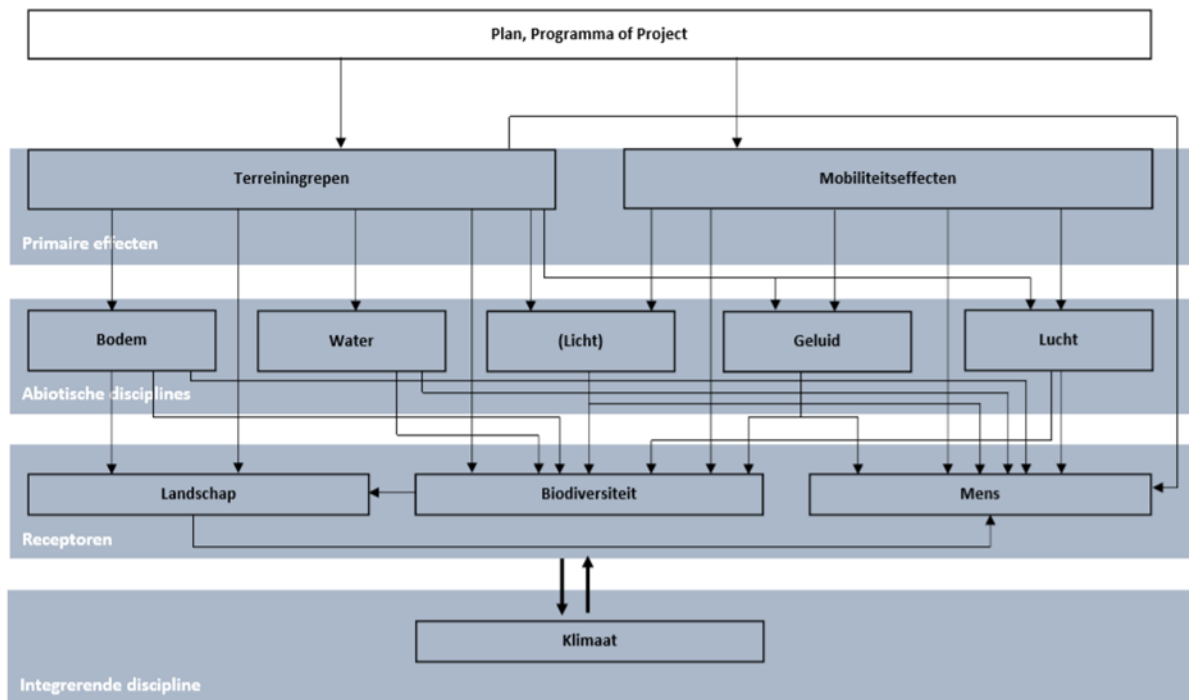 Plan, Programma of Project
Terreiningrepen
Mobiliteitseffecten
Primaire effecten
Bodem
Water
(Licht)
Geluid
Lucht
Abiotische disciplines
Landschap
Biodiversiteit
Mens
Receptoren
Klimaat
Integrerende discipline